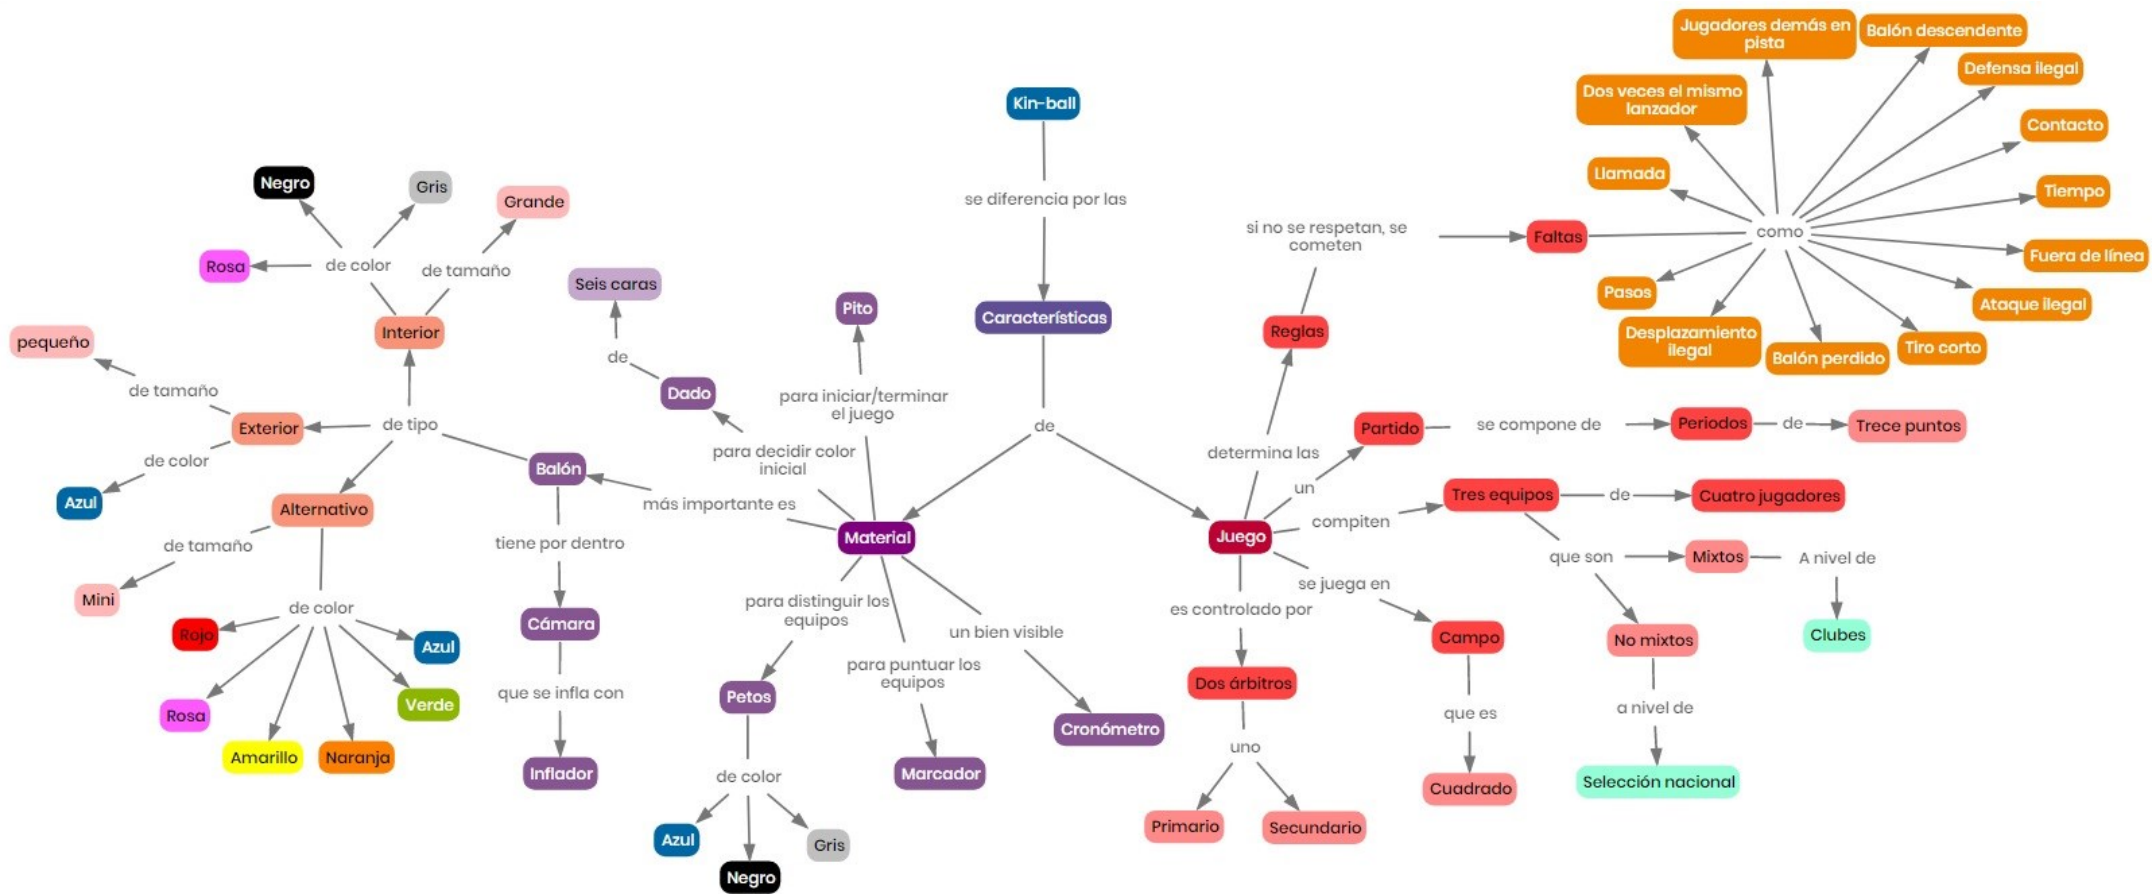 Kin-ball
se diferencia por las
Características
de
Material
Juego
más importante es
Balón
de tipo
Interior
de color
Negro
Gris
Rosa
de tamaño
Grande
Exterior
de tamaño
pequeño
de color
Azul
Alternativo
de tamaño
Mini
de color
Rojo
Rosa
Amarillo
Naranja
Verde
Azul
tiene por dentro
Cámara
que se infla con
Inflador
para decidir color
inicial
Dado
de
Seis caras
para iniciar/terminar
el juego
Pito
para distinguir los
equipos
Petos
de color
Azul
Negro
Gris
para puntuar los
equipos
Marcador
un bien visible
Cronómetro
determina las
Reglas
si no se respetan, se
cometen
Faltas
como
Jugadores demás en
pista
Balón descendente
Defensa ilegal
Dos veces el mismo
lanzador
Contacto
Llamada
Tiempo
Fuera de línea
Pasos
Ataque ilegal
Desplazamiento
ilegal
Balón perdido
Tiro corto
un
Partido
se compone de
Periodos
de
Trece puntos
compiten
Tres equipos
de
Cuatro jugadores
que son
Mixtos
A nivel de
Clubes
No mixtos
a nivel de
Selección nacional
se juega en
Campo
que es
Cuadrado
es controlado por
Dos árbitros
uno
Primario
Secundario